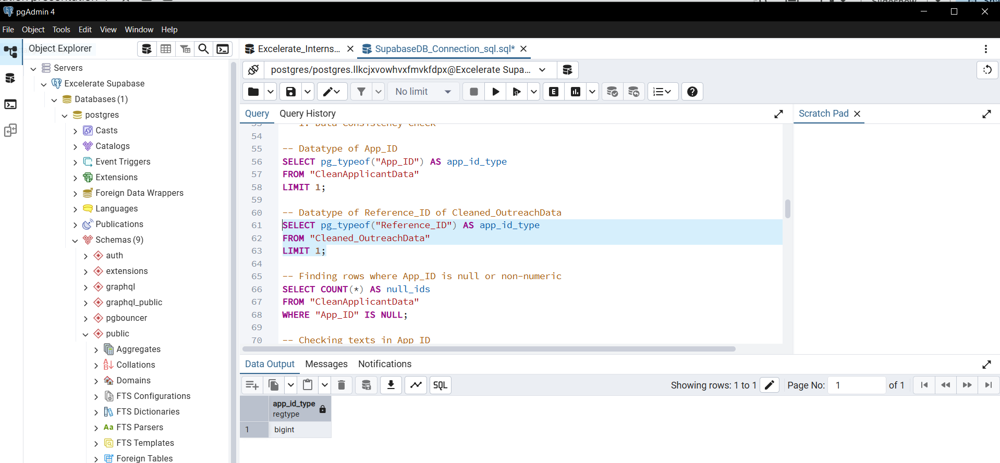 pgAdmin 4
File Object Tools Edit View Window Help
Object Explorer
Excelerate_Interns...
SupabaseDB_Connection_sql.sql*
Servers
Excelerate Supabase
Databases (1)
postgres
Casts
Catalogs
Event Triggers
Extensions
Foreign Data Wrappers
Languages
Publications
Schemas (9)
auth
extensions
graphql
graphql_public
pgbouncer
public
Aggregates
Collations
Domains
FTS Configurations
FTS Dictionaries
Aa FTS Parsers
FTS Templates
Foreign Tables
postgres/postgres.llkcjxvowhvxfmvkfdpx@Excelerate Supa...
No limit
E
Query Query History
Scratch Pad
53 -- 1. Data Consistency Check
54
55 -- Datatype of App_ID
56 SELECT pg_typeof("App_ID") AS app_id_type
57 FROM "CleanApplicantData"
58 LIMIT 1;
59
60 -- Datatype of Reference_ID of Cleaned_OutreachData
61 SELECT pg_typeof("Reference_ID") AS app_id_type
62 FROM "Cleaned_OutreachData"
63 LIMIT 1;
64
65 -- Finding rows where App_ID is null or non-numeric
66 SELECT COUNT(*) AS null_ids
67 FROM "CleanApplicantData"
68 WHERE "App_ID" IS NULL;
69
70 -- Checking texts in App_ID
Data Output Messages Notifications
SQL
Showing rows: 1 to 1
Page No: 1 of 1
app_id_type
regtype
1 bigint